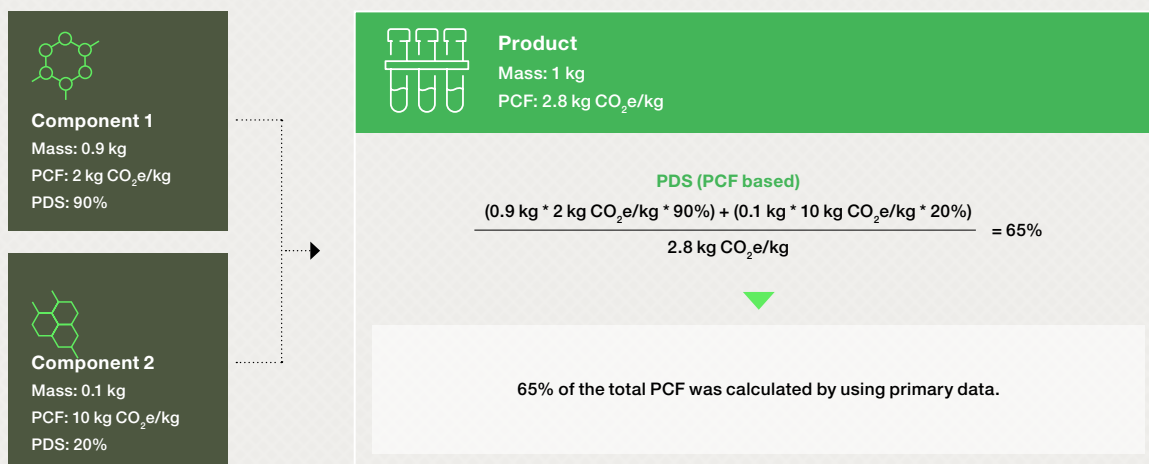 Component 1
Mass: 0.9 kg
PCF: 2 kg CO₂e/kg
PDS: 90%
Component 2
Mass: 0.1 kg
PCF: 10 kg CO₂e/kg
PDS: 20%
Product
Mass: 1 kg
PCF: 2.8 kg CO₂e/kg
PDS (PCF based)
(0.9 kg * 2 kg CO₂e/kg * 90%) + (0.1 kg * 10 kg CO₂e/kg * 20%)
= 65%
2.8 kg CO₂e/kg
65% of the total PCF was calculated by using primary data.